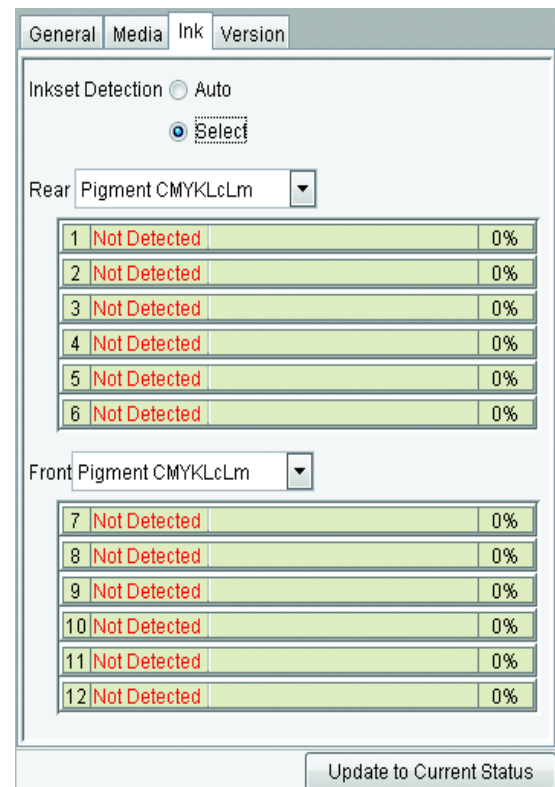 General Media Ink Version
Inkset Detection Auto
Select
Rear Pigment CMYKLcLm
1 Not Detected 0%
2 Not Detected 0%
3 Not Detected 0%
4 Not Detected 0%
5 Not Detected 0%
6 Not Detected 0%
Front Pigment CMYKLcLm
7 Not Detected 0%
8 Not Detected 0%
9 Not Detected 0%
10 Not Detected 0%
11 Not Detected 0%
12 Not Detected 0%
Update to Current Status